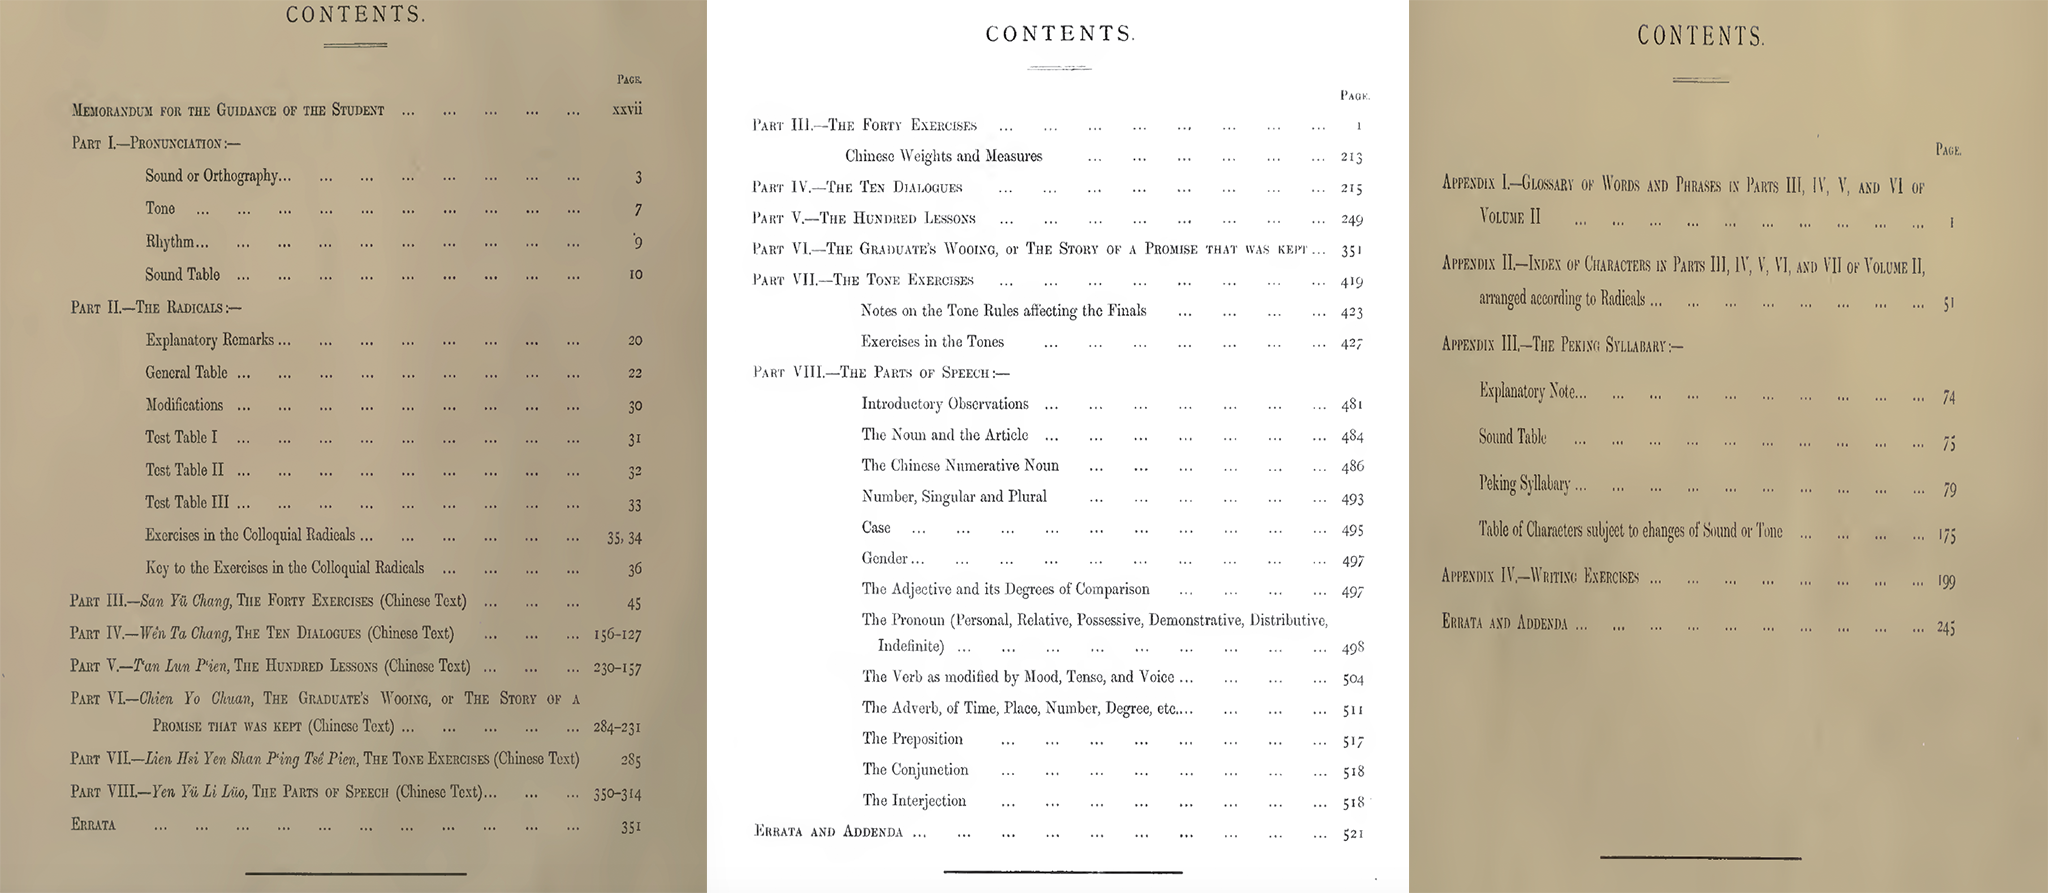 CONTENTS.
PAGE.
MEMORANDUM FOR THE GUIDANCE OF THE STUDENT ... ... ... ... ... xxvii
PART I.—PRONUNCIATION:—
Sound or Orthography... ... ... ... ... ... ... ... 3
Tone ... ... ... ... ... ... ... ... ... ... 7
Rhythm... ... ... ... ... ... ... ... ... ... 9
Sound Table ... ... ... ... ... ... ... ... ... 10
PART II.—THE RADICALS:—
Explanatory Remarks ... ... ... ... ... ... ... ... 20
General Table ... ... ... ... ... ... ... ... ... 22
Modifications ... ... ... ... ... ... ... ... ... 30
Test Table I ... ... ... ... ... ... ... ... ... 31
Test Table II ... ... ... ... ... ... ... ... ... 32
Test Table III ... ... ... ... ... ... ... ... ... 33
Exercises in the Colloquial Radicals ... ... ... ... ... ... 35, 34
Key to the Exercises in the Colloquial Radicals ... ... ... ... 36
PART III.—San Yü Chang, THE FORTY EXERCISES (Chinese Text) ... ... ... 45
PART IV.—Wên Ta Chang, THE TEN DIALOGUES (Chinese Text) ... ... ... 156-127
PART V.—T'an Lun P'ien, THE HUNDRED LESSONS (Chinese Text) ... ... ... 230-157
PART VI.—Ch'ien Yo Chuan, THE GRADUATE'S WOOING, OR THE STORY OF A
PROMISE THAT WAS KEPT (Chinese Text) ... ... ... ... ... 284-231
PART VII.—Lien Hsi Yen Shan P'ing Tsê Pien, THE TONE EXERCISES (Chinese Text) 285
PART VIII.—Yen Yü Li Lüo, THE PARTS OF SPEECH (Chinese Text)... ... ... 350-314
ERRATA ... ... ... ... ... ... ... ... ... ... ... 351
CONTENTS.
PAGE.
PART III.—THE FORTY EXERCISES ... ... ... ... ... ... ... ... 1
Chinese Weights and Measures ... ... ... ... ... ... 213
PART IV.—THE TEN DIALOGUES ... ... ... ... ... ... ... ... 215
PART V.—THE HUNDRED LESSONS ... ... ... ... ... ... ... ... 249
PART VI.—THE GRADUATE'S WOOING, OR THE STORY OF A PROMISE THAT WAS KEPT ... 351
PART VII.—THE TONE EXERCISES ... ... ... ... ... ... ... ... 419
Notes on the Tone Rules affecting the Finals ... ... ... ... 423
Exercises in the Tones ... ... ... ... ... ... ... 427
PART VIII.—THE PARTS OF SPEECH:—
Introductory Observations ... ... ... ... ... ... ... 481
The Noun and the Article ... ... ... ... ... ... ... 484
The Chinese Numerative Noun ... ... ... ... ... ... 486
Number, Singular and Plural ... ... ... ... ... ... 493
Case ... ... ... ... ... ... ... ... ... ... 495
Gender... ... ... ... ... ... ... ... ... ... 497
The Adjective and its Degrees of Comparison ... ... ... ... 497
The Pronoun (Personal, Relative, Possessive, Demonstrative, Distributive,
Indefinite) ... ... ... ... ... ... ... ... ... 498
The Verb as modified by Mood, Tense, and Voice ... ... ... ... 504
The Adverb, of Time, Place, Number, Degree, etc.... ... ... ... 511
The Preposition ... ... ... ... ... ... ... ... 517
The Conjunction ... ... ... ... ... ... ... ... 518
The Interjection ... ... ... ... ... ... ... ... 518
ERRATA AND ADDENDA ... ... ... ... ... ... ... ... ... ... 521
CONTENTS.
PAGE.
APPENDIX I.—GLOSSARY OF WORDS AND PHRASES IN PARTS III, IV, V, AND VI OF
VOLUME II ... ... ... ... ... ... ... ... ... ... 1
APPENDIX II.—INDEX OF CHARACTERS IN PARTS III, IV, V, VI, AND VII OF VOLUME II,
arranged according to Radicals ... ... ... ... ... ... ... ... 51
APPENDIX III.—THE PEKING SYLLABARY:—
Explanatory Note... ... ... ... ... ... ... ... ... ... 74
Sound Table ... ... ... ... ... ... ... ... ... ... 75
Peking Syllabary ... ... ... ... ... ... ... ... ... ... 79
Table of Characters subject to changes of Sound or Tone ... ... ... ... 175
APPENDIX IV.—WRITING EXERCISES ... ... ... ... ... ... ... ... 199
ERRATA AND ADDENDA ... ... ... ... ... ... ... ... ... ... 245